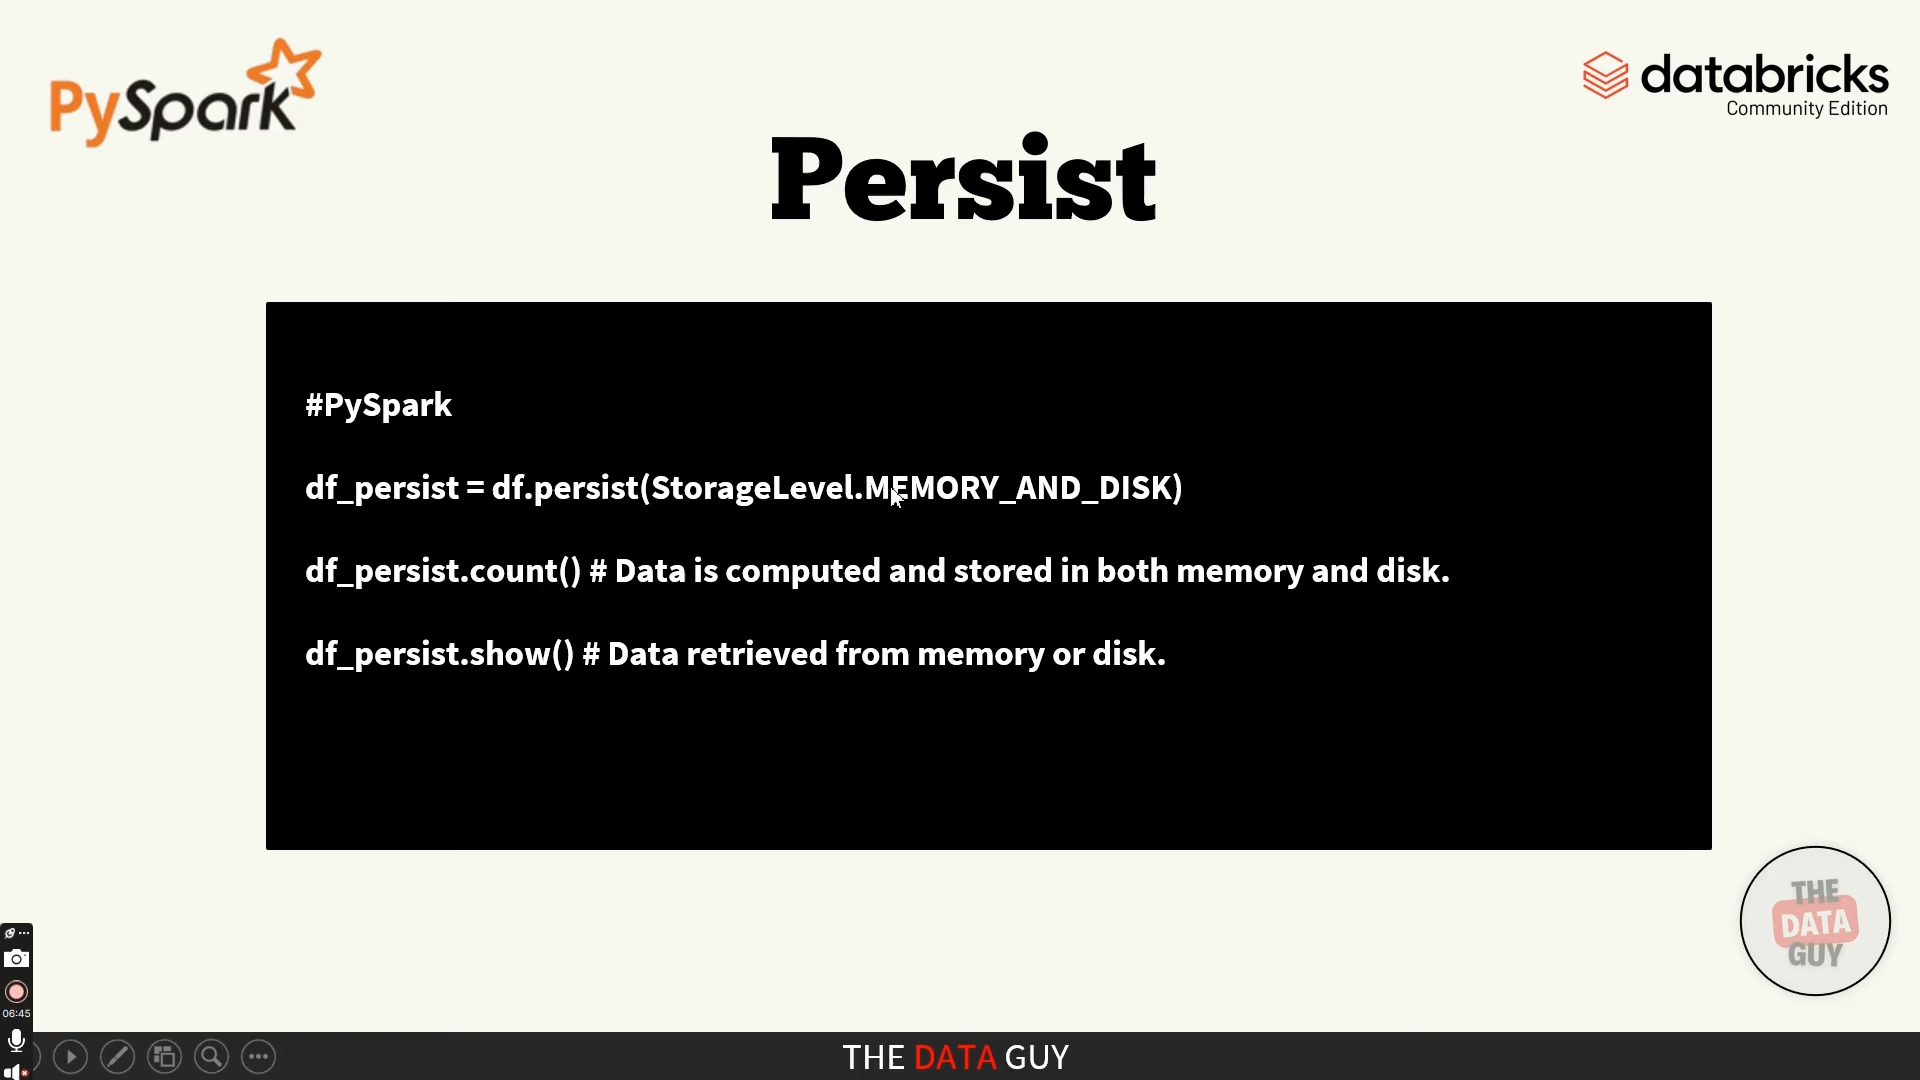 PySpark
databricks
Community Edition
Persist
#PySpark
df_persist = df.persist(StorageLevel.MEMORY_AND_DISK)
df_persist.count() # Data is computed and stored in both memory and disk.
df_persist.show() # Data retrieved from memory or disk.
THE
DATA
GUY
06:45
THE DATA GUY